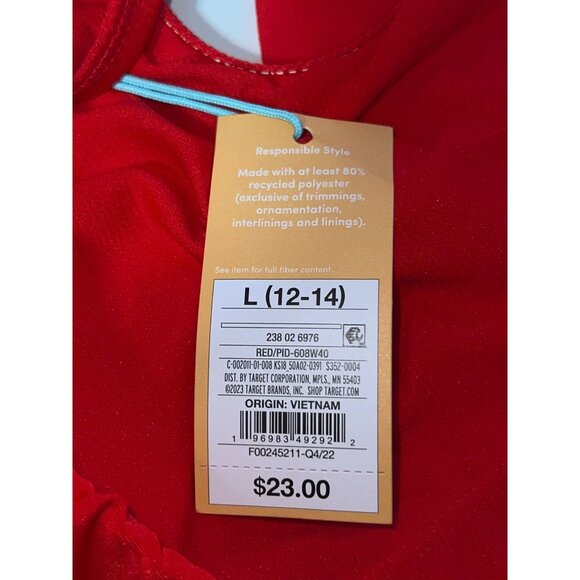 Responsible Style
Made with at least 80%
recycled polyester
(exclusive of trimmings,
ornamentation,
interlinings and linings).
See item for full fiber content.
L (12-14)
238 02 6976
RED/PID-608W40
C-002011-01-008 KS18_50A02-0391 S352-0004
DIST. BY TARGET CORPORATION, MPLS., MN 55403
©2023 TARGET BRANDS, INC. SHOP TARGET.COM
ORIGIN: VIETNAM
1 96983 49292 2
F00245211-Q4/22
$23.00